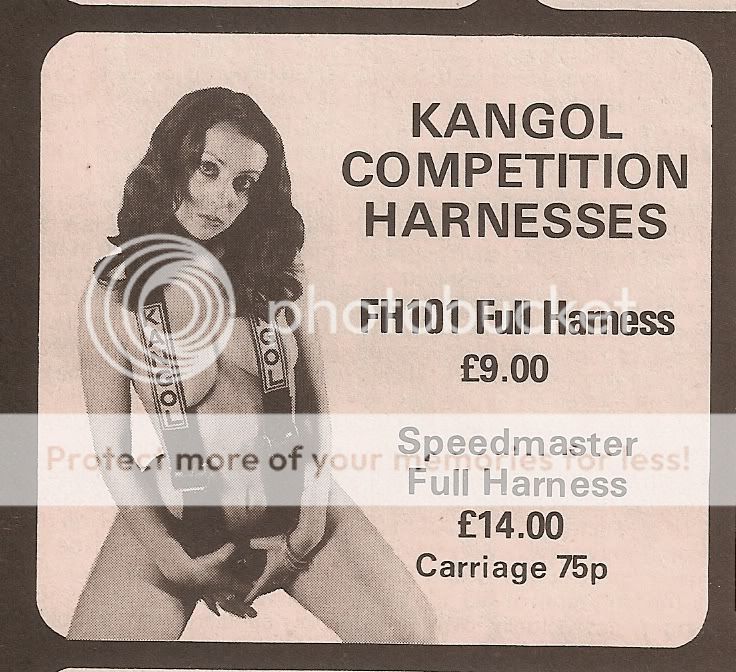 KANGOL
COMPETITION
HARNESSES
photobucket
FH101 Full Harness
£9.00
KANGOL
GOL
Speedmaster
Protect more of your memories for less!
Full Harness
£14.00
Carriage 75p